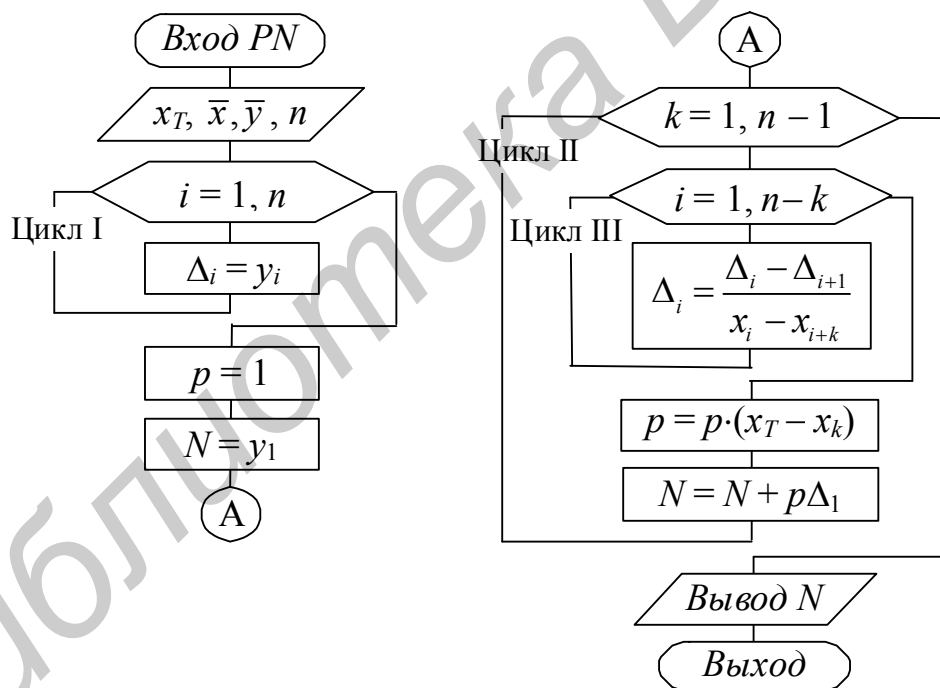 Вход PN
x_T, x̅, y̅, n
i = 1, n
Цикл I
Δ_i = y_i
p = 1
N = y_1
A
A
k = 1, n – 1
Цикл II
i = 1, n– k
Цикл III
Δ_i = (Δ_i – Δ_{i+1}) / (x_i – x_{i+k})
p = p·(x_T – x_k)
N = N + pΔ_1
Вывод N
Выход